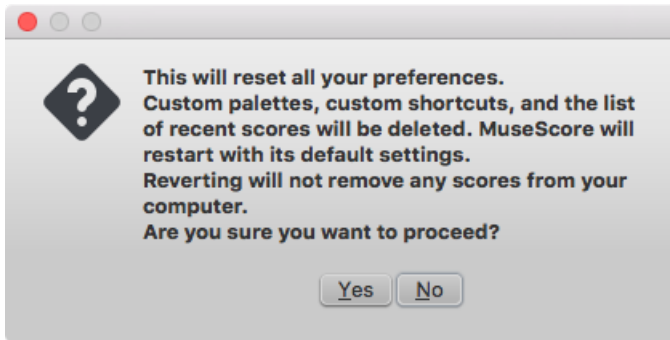 This will reset all your preferences.
Custom palettes, custom shortcuts, and the list
of recent scores will be deleted. MuseScore will
restart with its default settings.
Reverting will not remove any scores from your
computer.
Are you sure you want to proceed?
Yes No